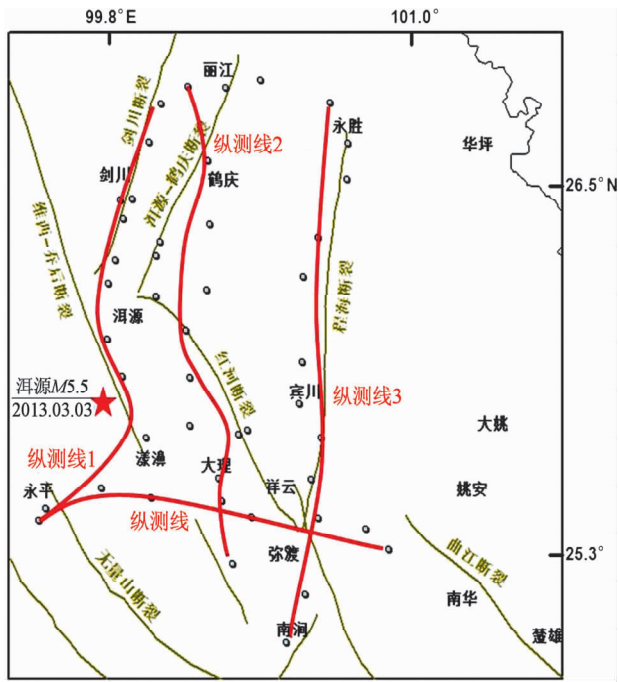 99.8°E
101.0°
丽江
剑川断裂
永胜
华坪
纵测线2
洱源-鹤庆断裂
剑川
鹤庆
26.5°N
维西-乔后断裂
程海断裂
洱源
红河断裂
宾川
纵测线3
洱源M5.5
2013.03.03
大姚
纵测线1
漾濞
大理
永平
祥云
姚安
纵测线
弥渡
25.3°
无量山断裂
曲江断裂
南华
南涧
楚雄